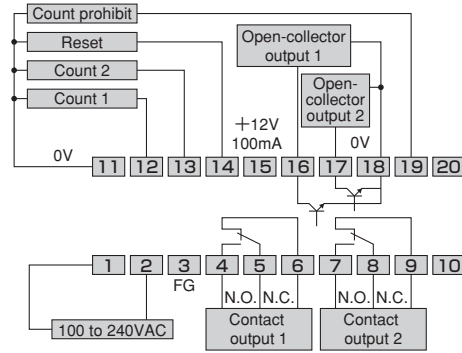 Count prohibit
Reset
Count 2
Count 1
Open-collector
output 1
Open-
collector
output 2
+12V
100mA
0V
0V
11 12 13 14 15 16 17 18 19 20
1 2 3 4 5 6 7 8 9 10
FG
N.O. N.C. N.O. N.C.
100 to 240VAC
Contact
output 1
Contact
output 2